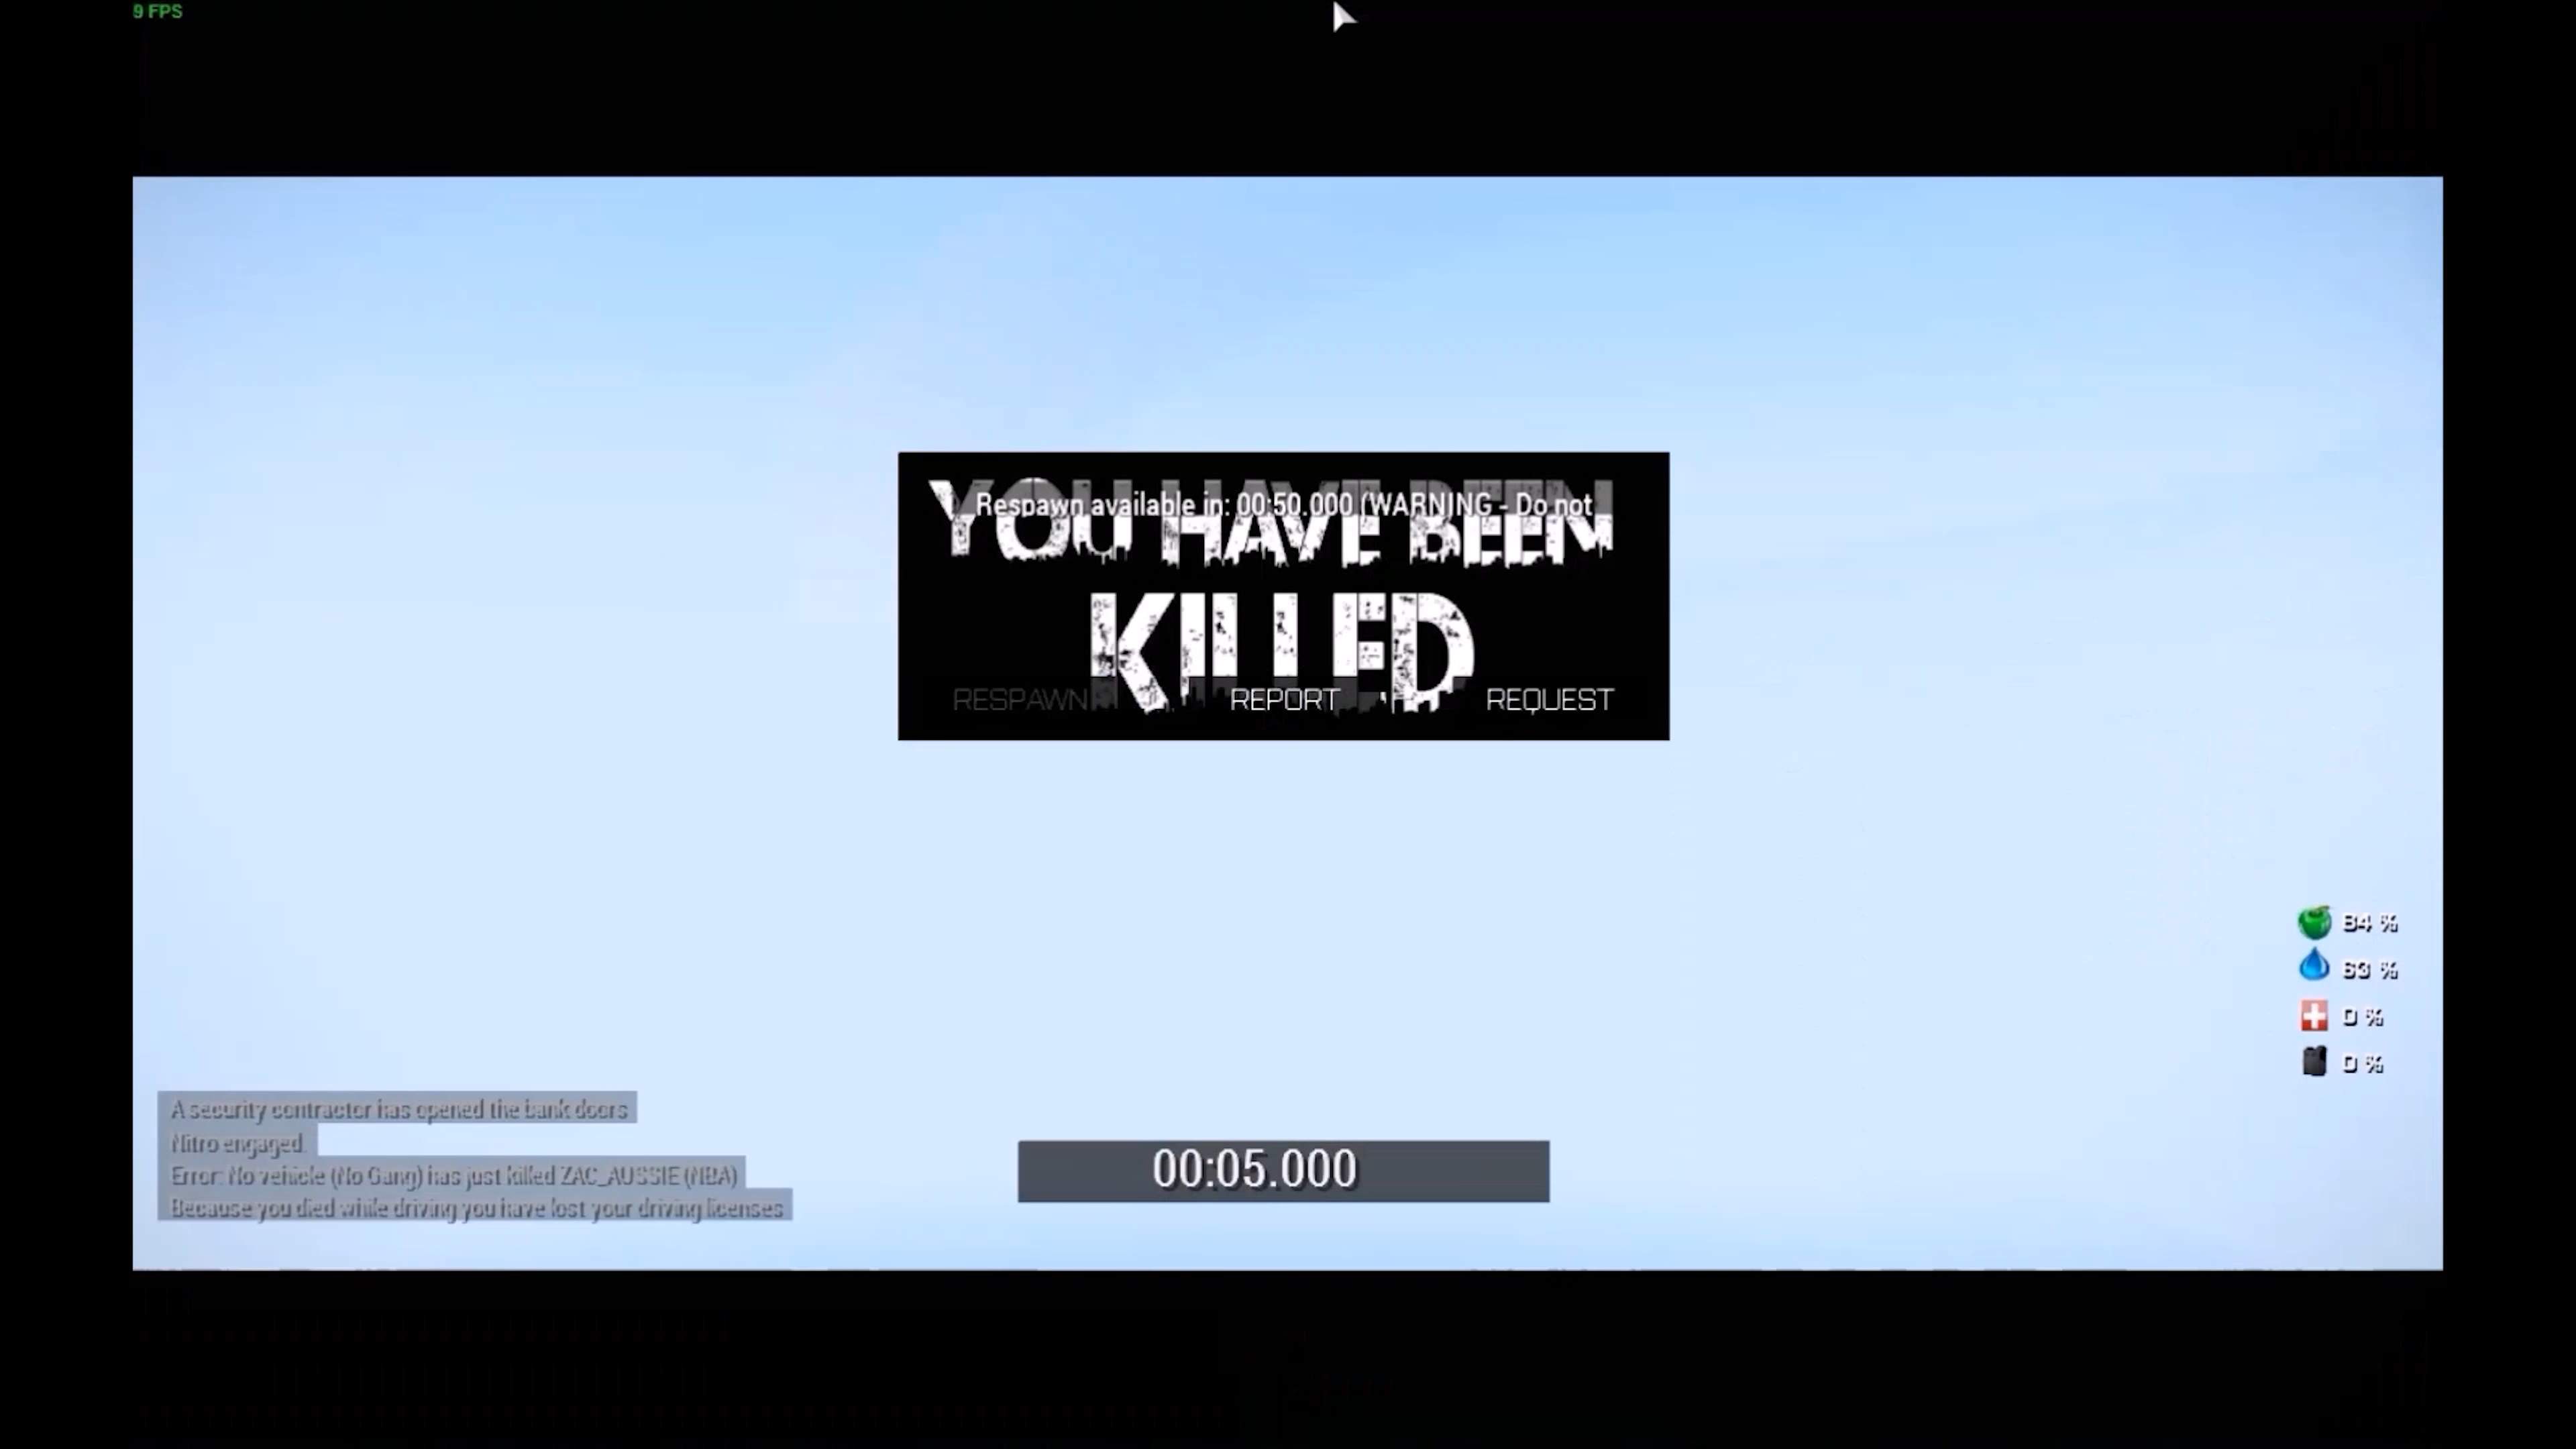 9 FPS
Respawn available in: 00:50.000 (WARNING - Do not
YOU HAVE BEEN
KILLED
RESPAWN
REPORT
REQUEST
84 %
63 %
0 %
0 %
A security contractor has opened the bank doors
Nitro engaged.
Error: No vehicle (No Gang) has just killed ZAC_AUSSIE (NBA)
Because you died while driving you have lost your driving licenses
00:05.000